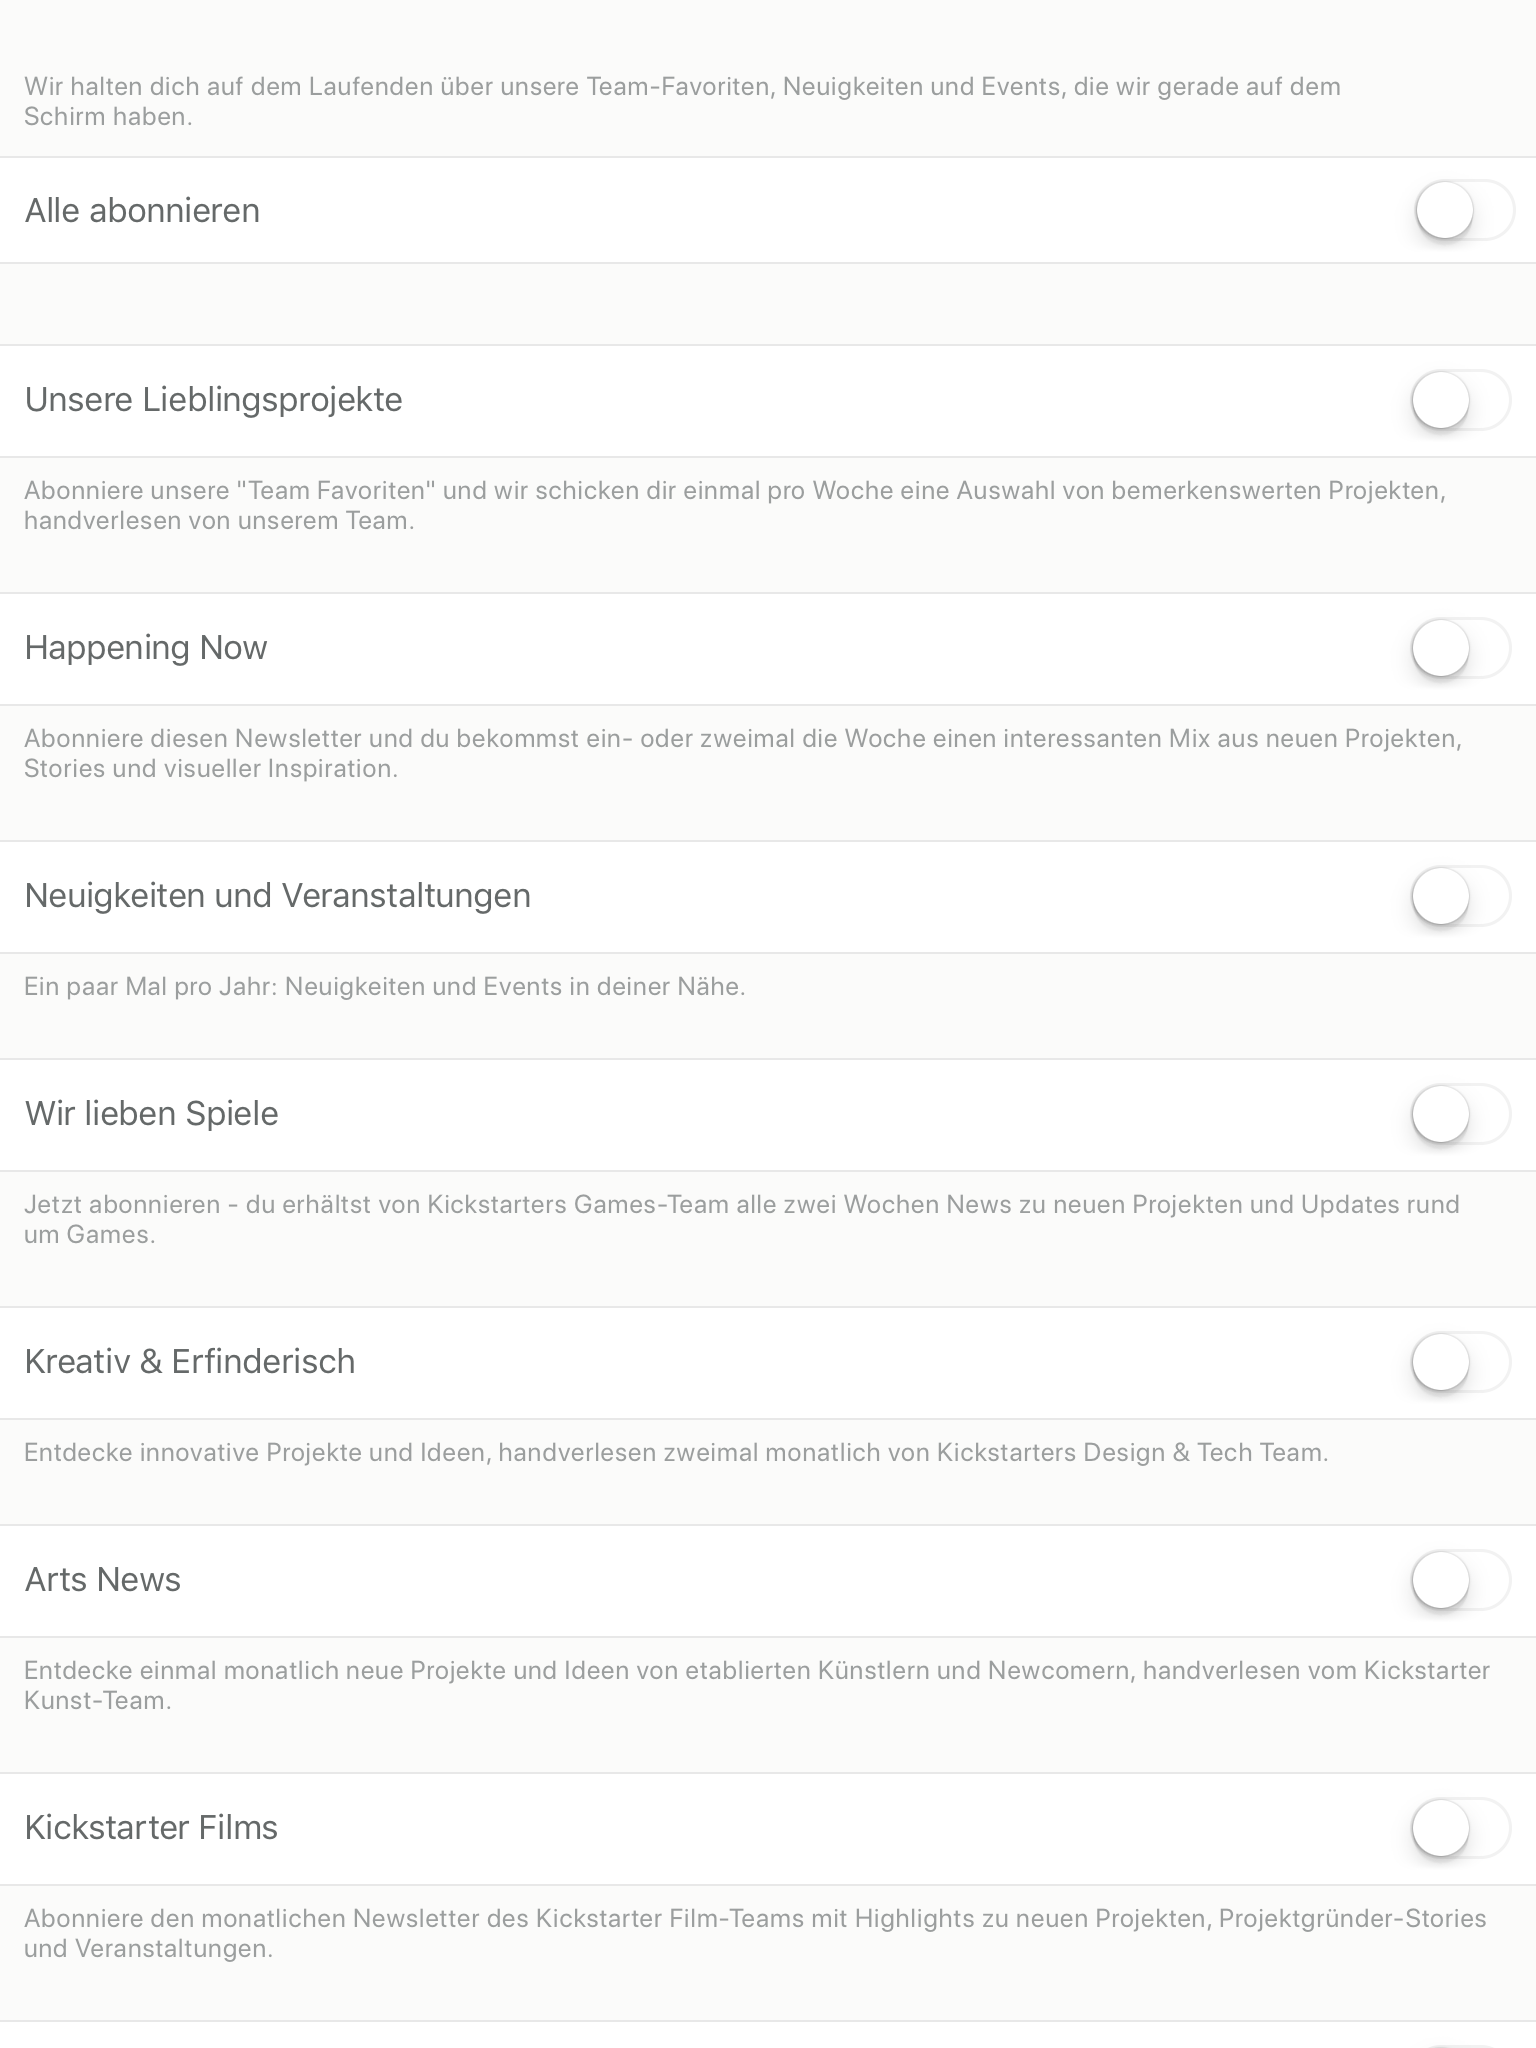 Wir halten dich auf dem Laufenden über unsere Team-Favoriten, Neuigkeiten und Events, die wir gerade auf dem
Schirm haben.
Alle abonnieren
Unsere Lieblingsprojekte
Abonniere unsere "Team Favoriten" und wir schicken dir einmal pro Woche eine Auswahl von bemerkenswerten Projekten,
handverlesen von unserem Team.
Happening Now
Abonniere diesen Newsletter und du bekommst ein- oder zweimal die Woche einen interessanten Mix aus neuen Projekten,
Stories und visueller Inspiration.
Neuigkeiten und Veranstaltungen
Ein paar Mal pro Jahr: Neuigkeiten und Events in deiner Nähe.
Wir lieben Spiele
Jetzt abonnieren - du erhältst von Kickstarters Games-Team alle zwei Wochen News zu neuen Projekten und Updates rund
um Games.
Kreativ & Erfinderisch
Entdecke innovative Projekte und Ideen, handverlesen zweimal monatlich von Kickstarters Design & Tech Team.
Arts News
Entdecke einmal monatlich neue Projekte und Ideen von etablierten Künstlern und Newcomern, handverlesen vom Kickstarter
Kunst-Team.
Kickstarter Films
Abonniere den monatlichen Newsletter des Kickstarter Film-Teams mit Highlights zu neuen Projekten, Projektgründer-Stories
und Veranstaltungen.